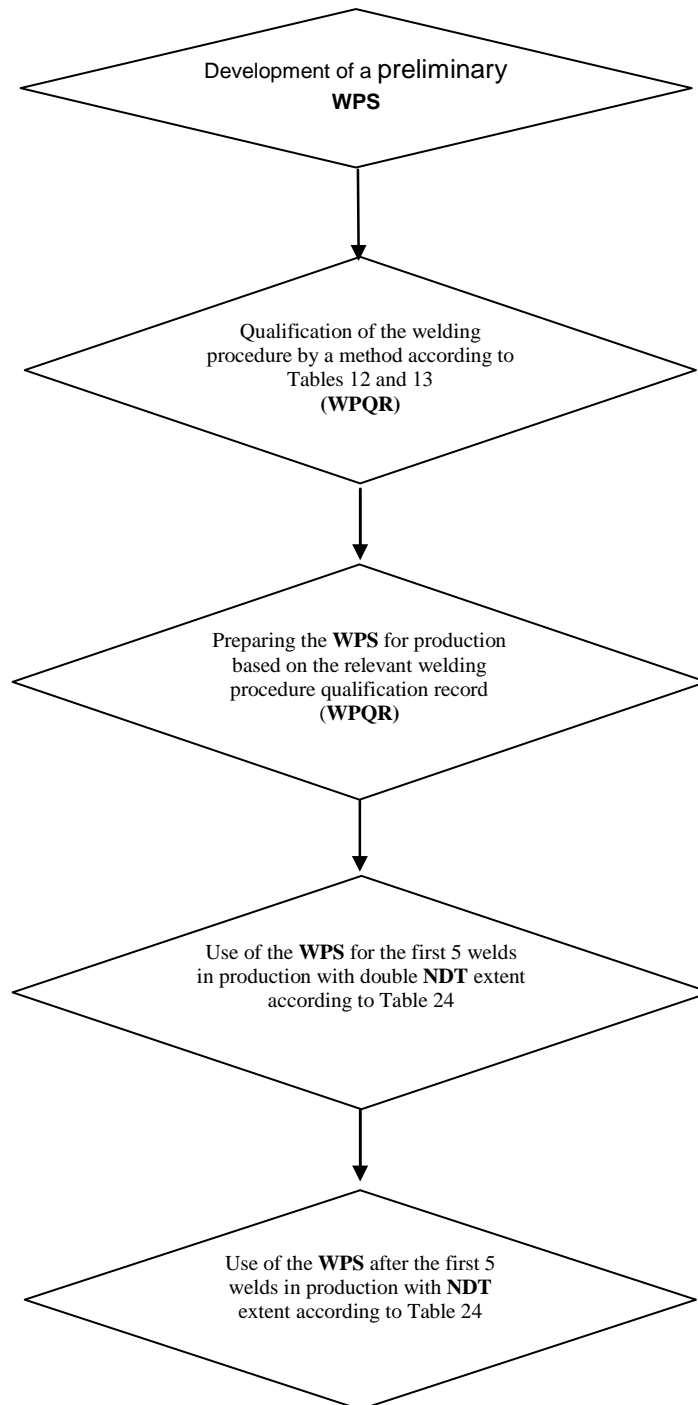 Development of a preliminary
WPS
Qualification of the welding
procedure by a method according to
Tables 12 and 13
(WPQR)
Preparing the WPS for production
based on the relevant welding
procedure qualification record
(WPQR)
Use of the WPS for the first 5 welds
in production with double NDT extent
according to Table 24
Use of the WPS after the first 5
welds in production with NDT
extent according to Table 24